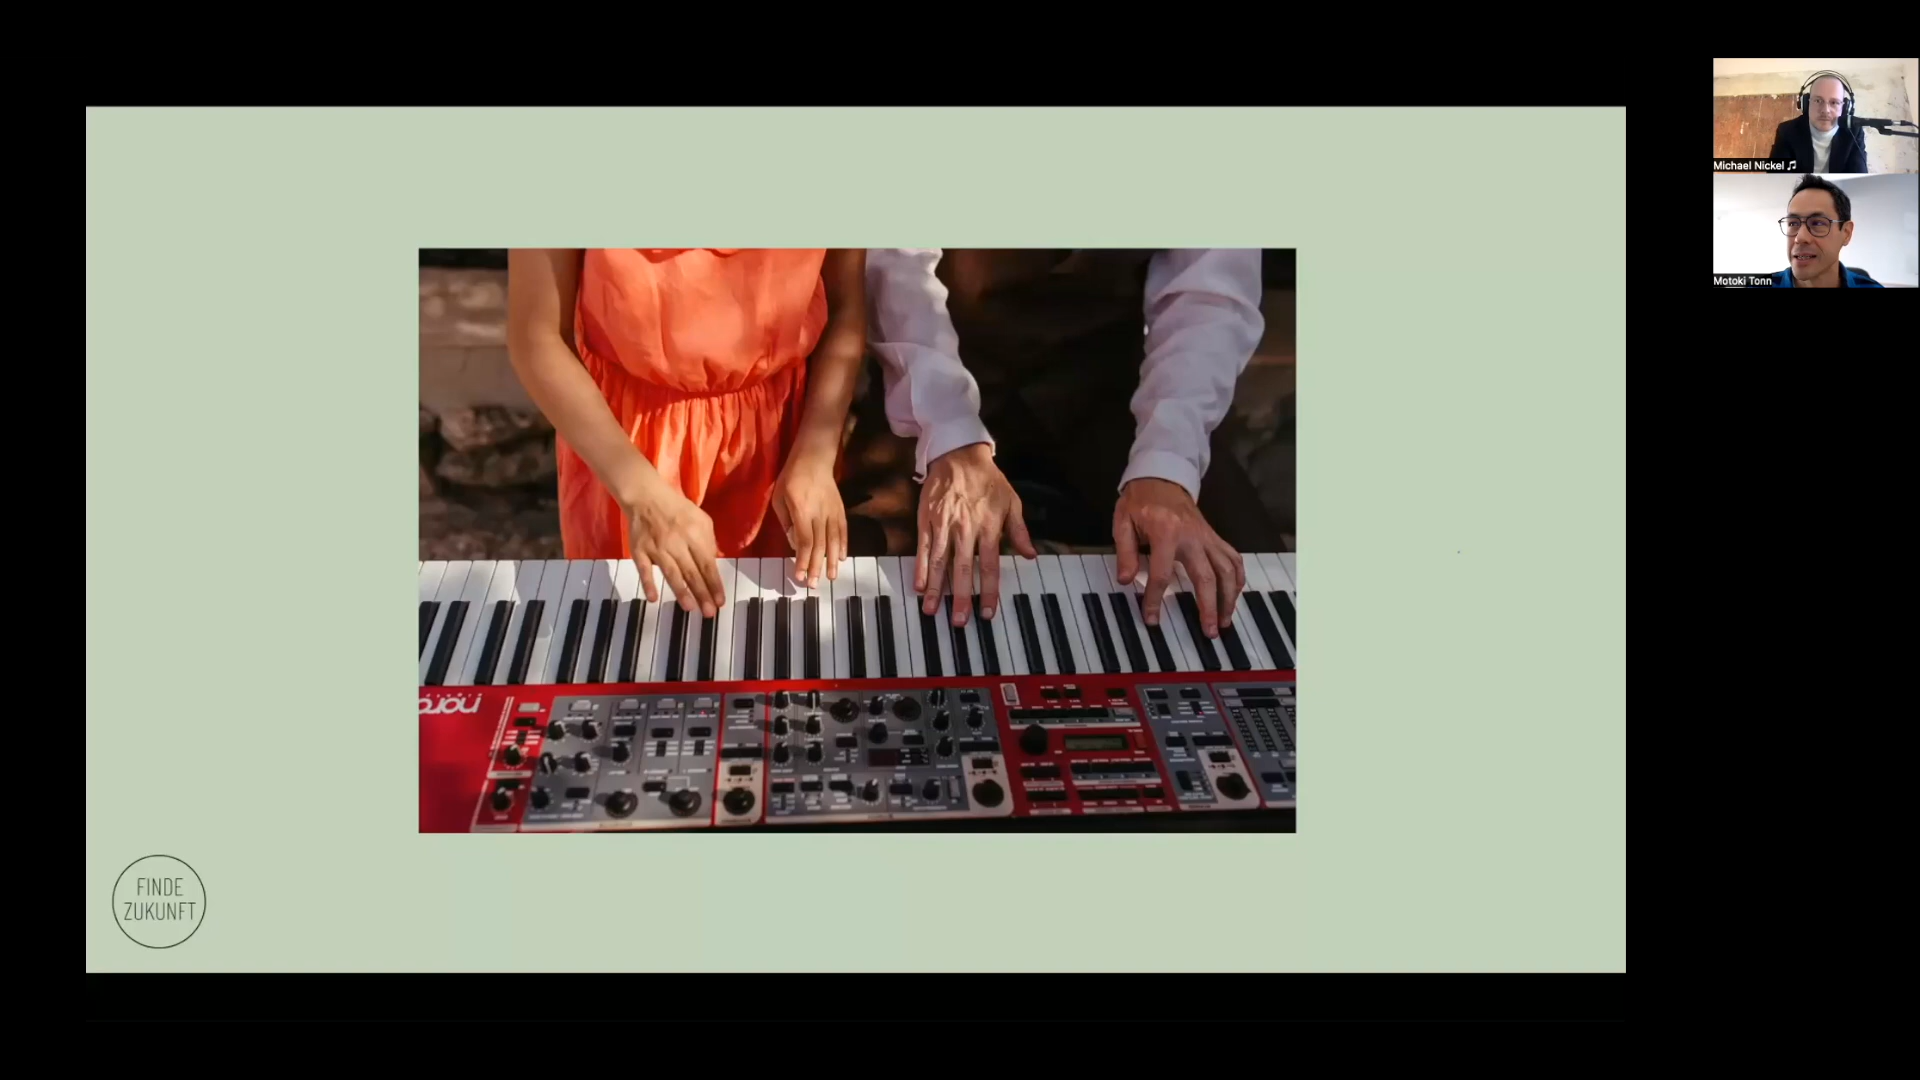 Michael Nickel ♫
Motoki Tonn
nord
FINDE
ZUKUNFT